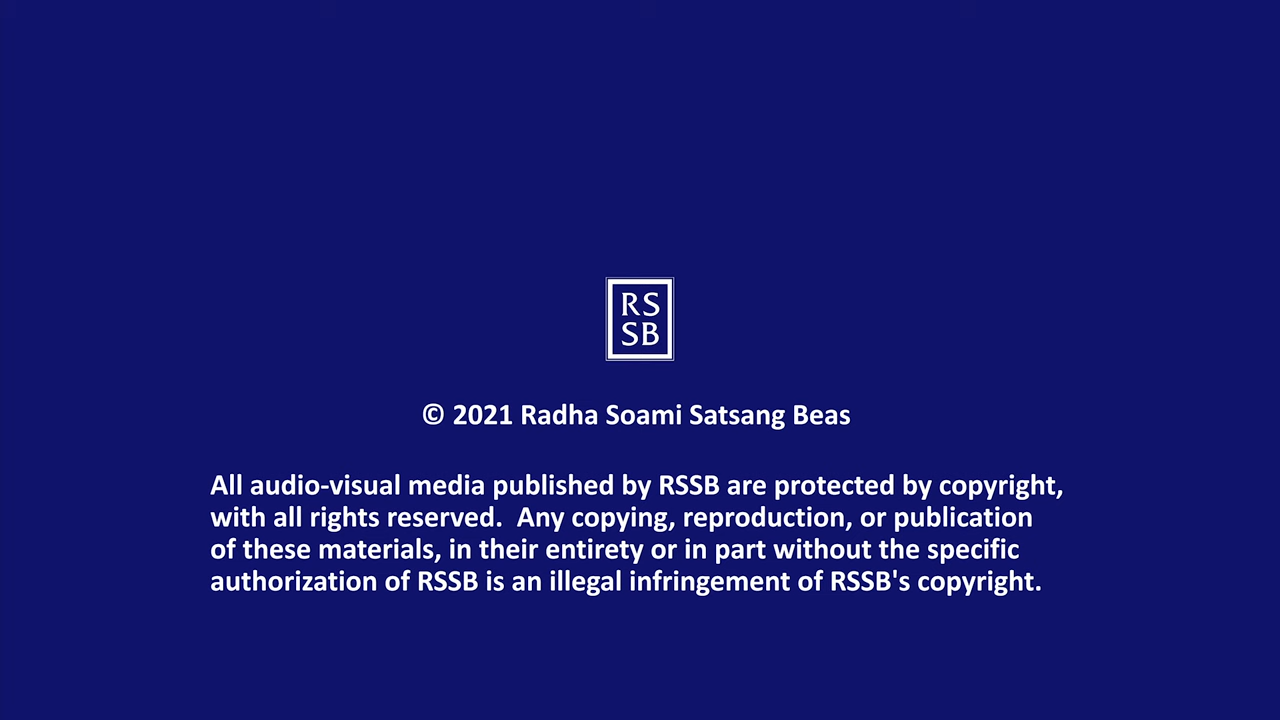 RS
SB
© 2021 Radha Soami Satsang Beas
All audio-visual media published by RSSB are protected by copyright,
with all rights reserved.  Any copying, reproduction, or publication
of these materials, in their entirety or in part without the specific
authorization of RSSB is an illegal infringement of RSSB's copyright.